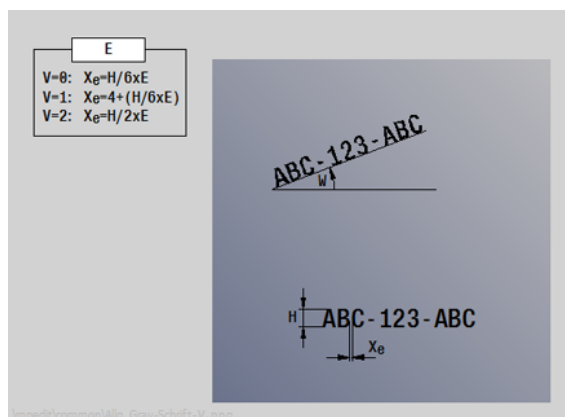 E
V=0: Xe=H/6xE
V=1: Xe=4+(H/6xE)
V=2: Xe=H/2xE
ABC-123-ABC
W
H ABC-123-ABC
Xe